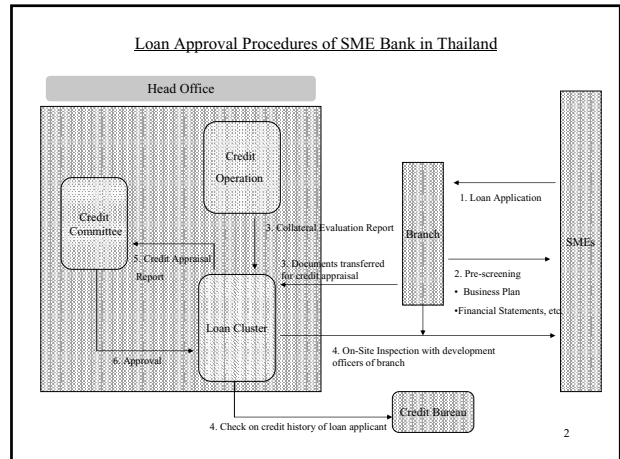 Loan Approval Procedures of SME Bank in Thailand
Head Office
Credit
Operation
Credit
Committee
Branch
SMEs
1. Loan Application
3. Collateral Evaluation Report
5. Credit Appraisal
Report
3. Documents transferred
for credit appraisal
2. Pre-screening
• Business Plan
•Financial Statements, etc.
Loan Cluster
6. Approval
4. On-Site Inspection with development
officers of branch
4. Check on credit history of loan applicant
Credit Bureau
2